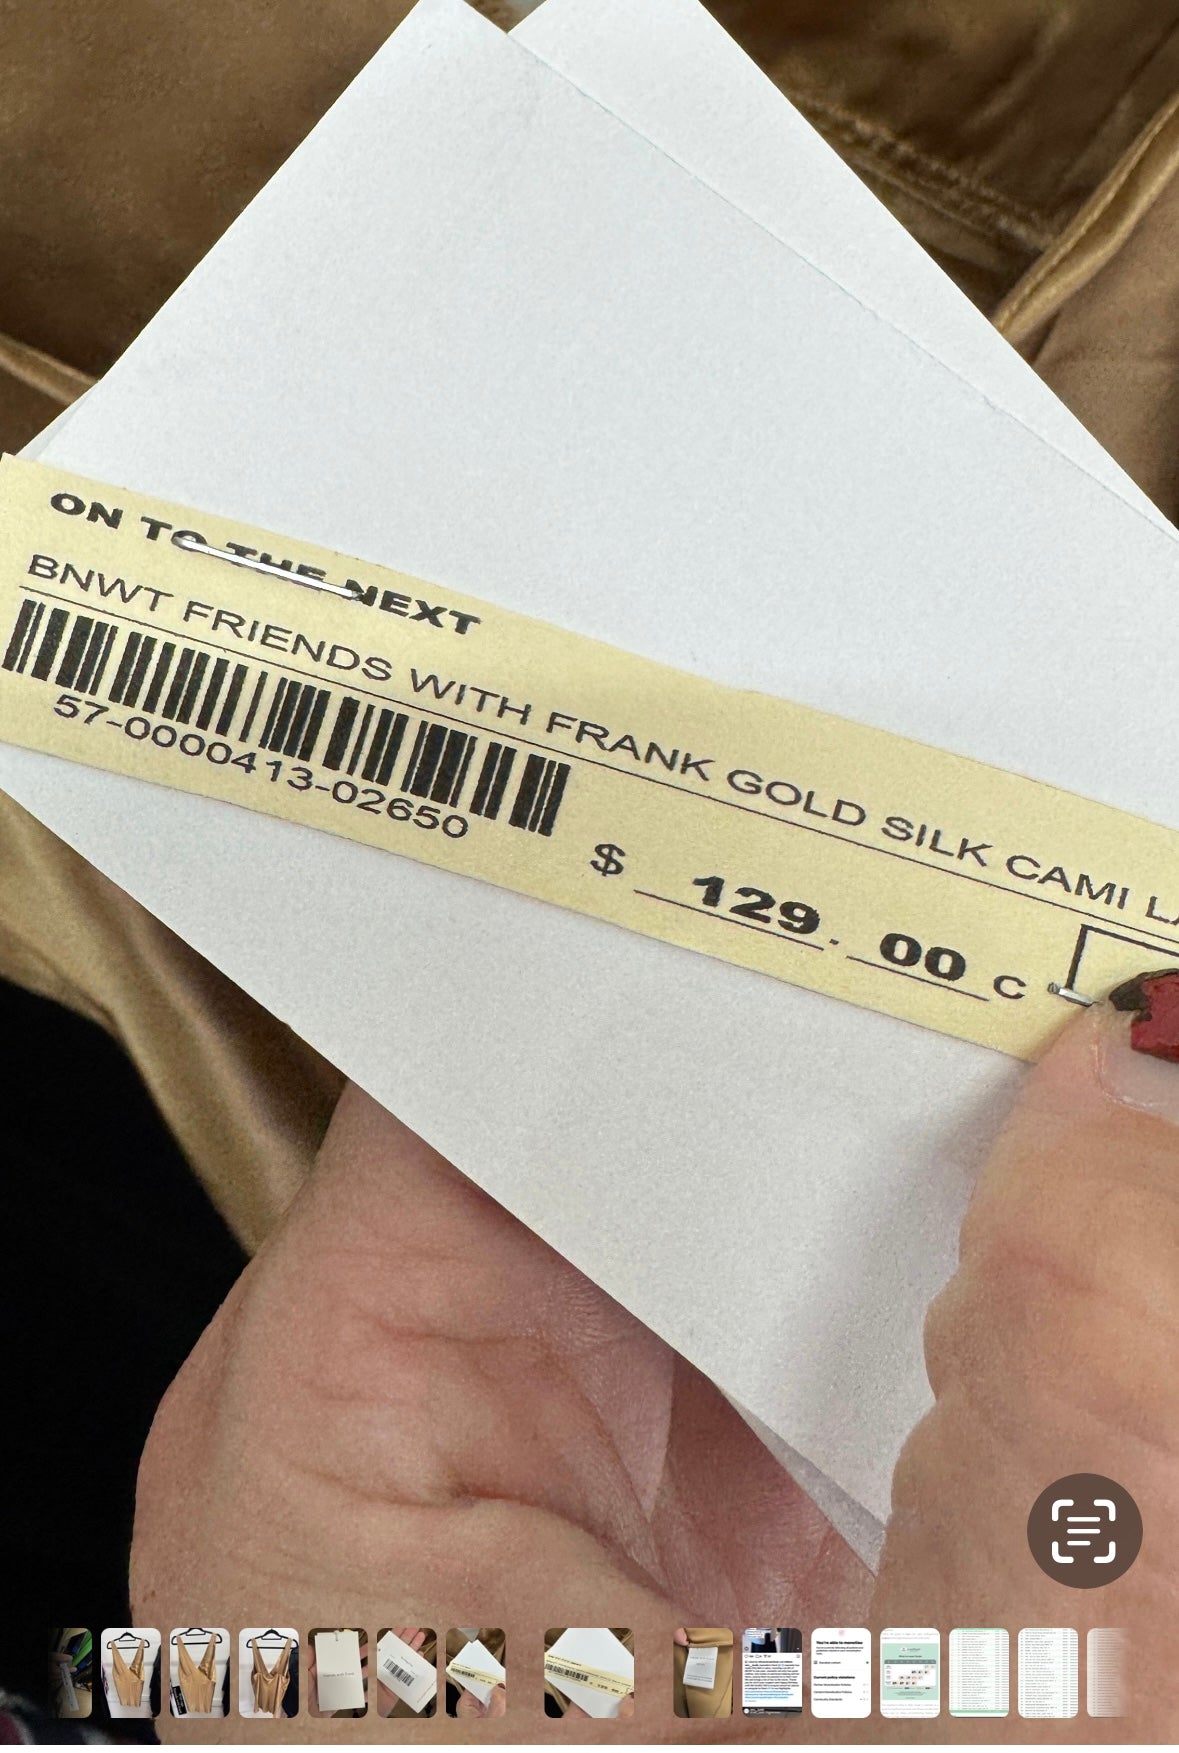 ON TO THE NEXT
BNWT FRIENDS WITH FRANK GOLD SILK CAMI
57-0000413-02650
$ 129.00 C